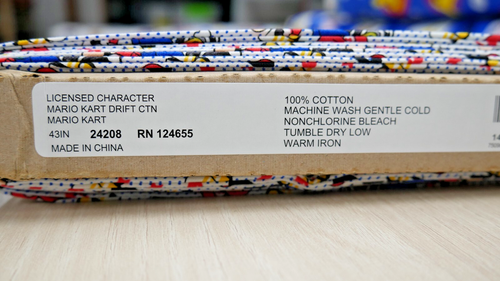 LICENSED CHARACTER
MARIO KART DRIFT CTN
MARIO KART
43IN 24208 RN 124655
MADE IN CHINA
100% COTTON
MACHINE WASH GENTLE COLD
NONCHLORINE BLEACH
TUMBLE DRY LOW
WARM IRON